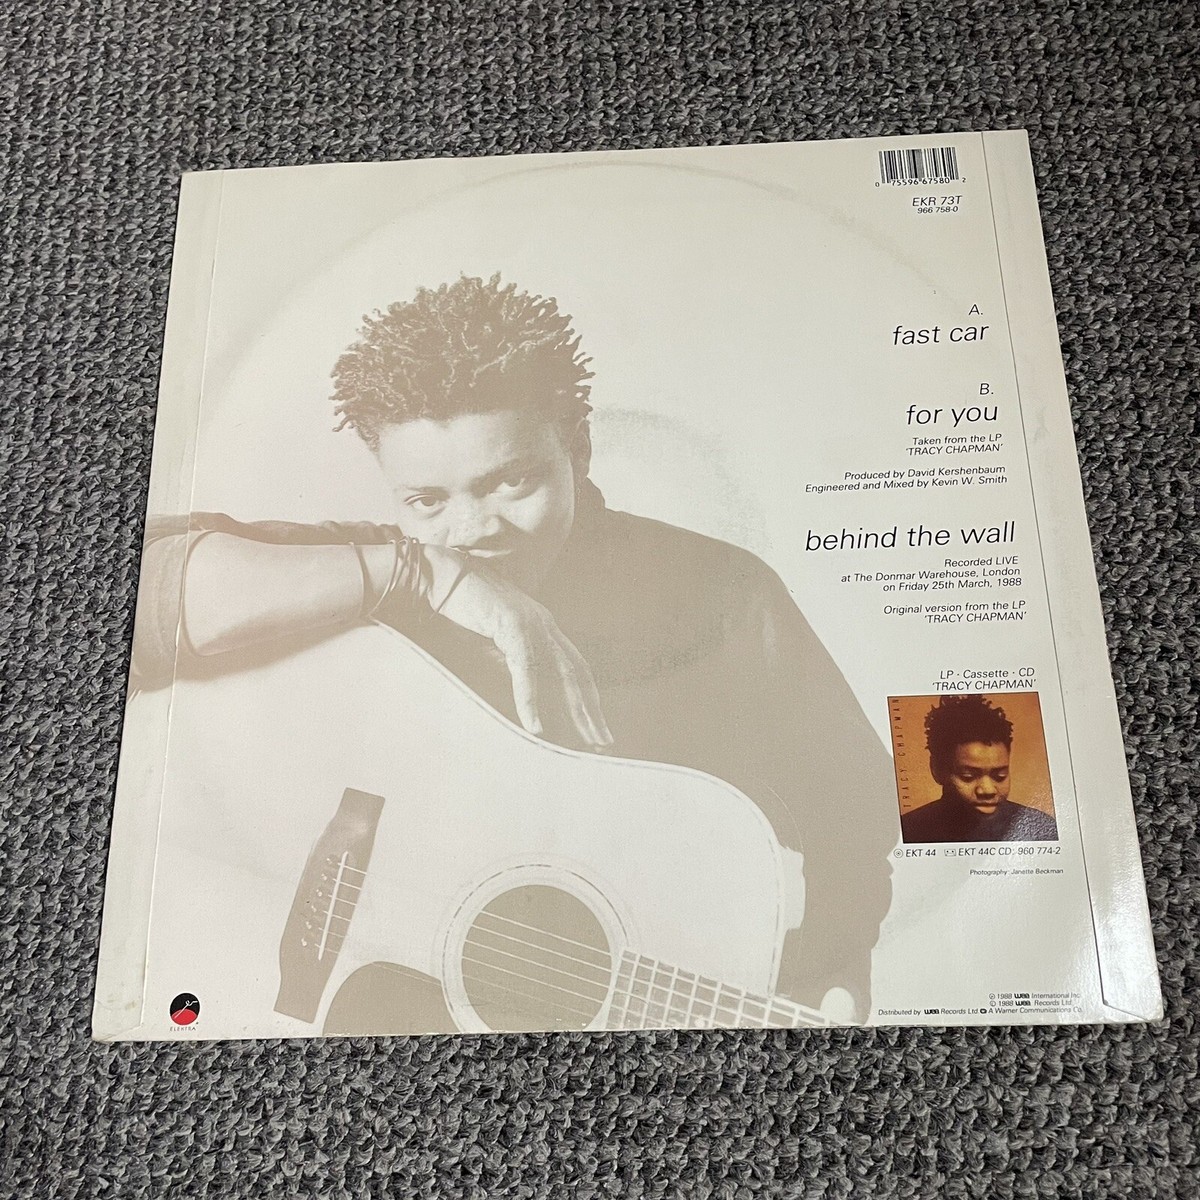 0 75596 67580 2
EKR 73T
966 758-0
A.
fast car
B.
for you
Taken from the LP
'TRACY CHAPMAN'
Produced by David Kershenbaum
Engineered and Mixed by Kevin W. Smith
behind the wall
Recorded LIVE
at The Donmar Warehouse, London
on Friday 25th March, 1988
Original version from the LP
'TRACY CHAPMAN'
LP · Cassette · CD
'TRACY CHAPMAN'
TRACY CHAPMAN
EKT 44 EKT 44C CD: 960 774-2
Photography: Janette Beckman
ELEKTRA
℗ 1988 wea International Inc.
© 1988 wea Records Ltd.
Distributed by wea Records Ltd A Warner Communications Co.